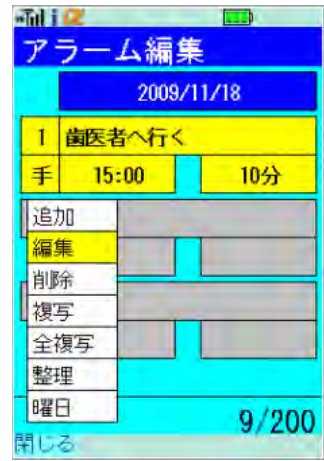 アラーム編集
2009/11/18
1 歯医者へ行く
手 15:00 10分
追加
編集
削除
複写
全複写
整理
曜日
9/200
閉じる